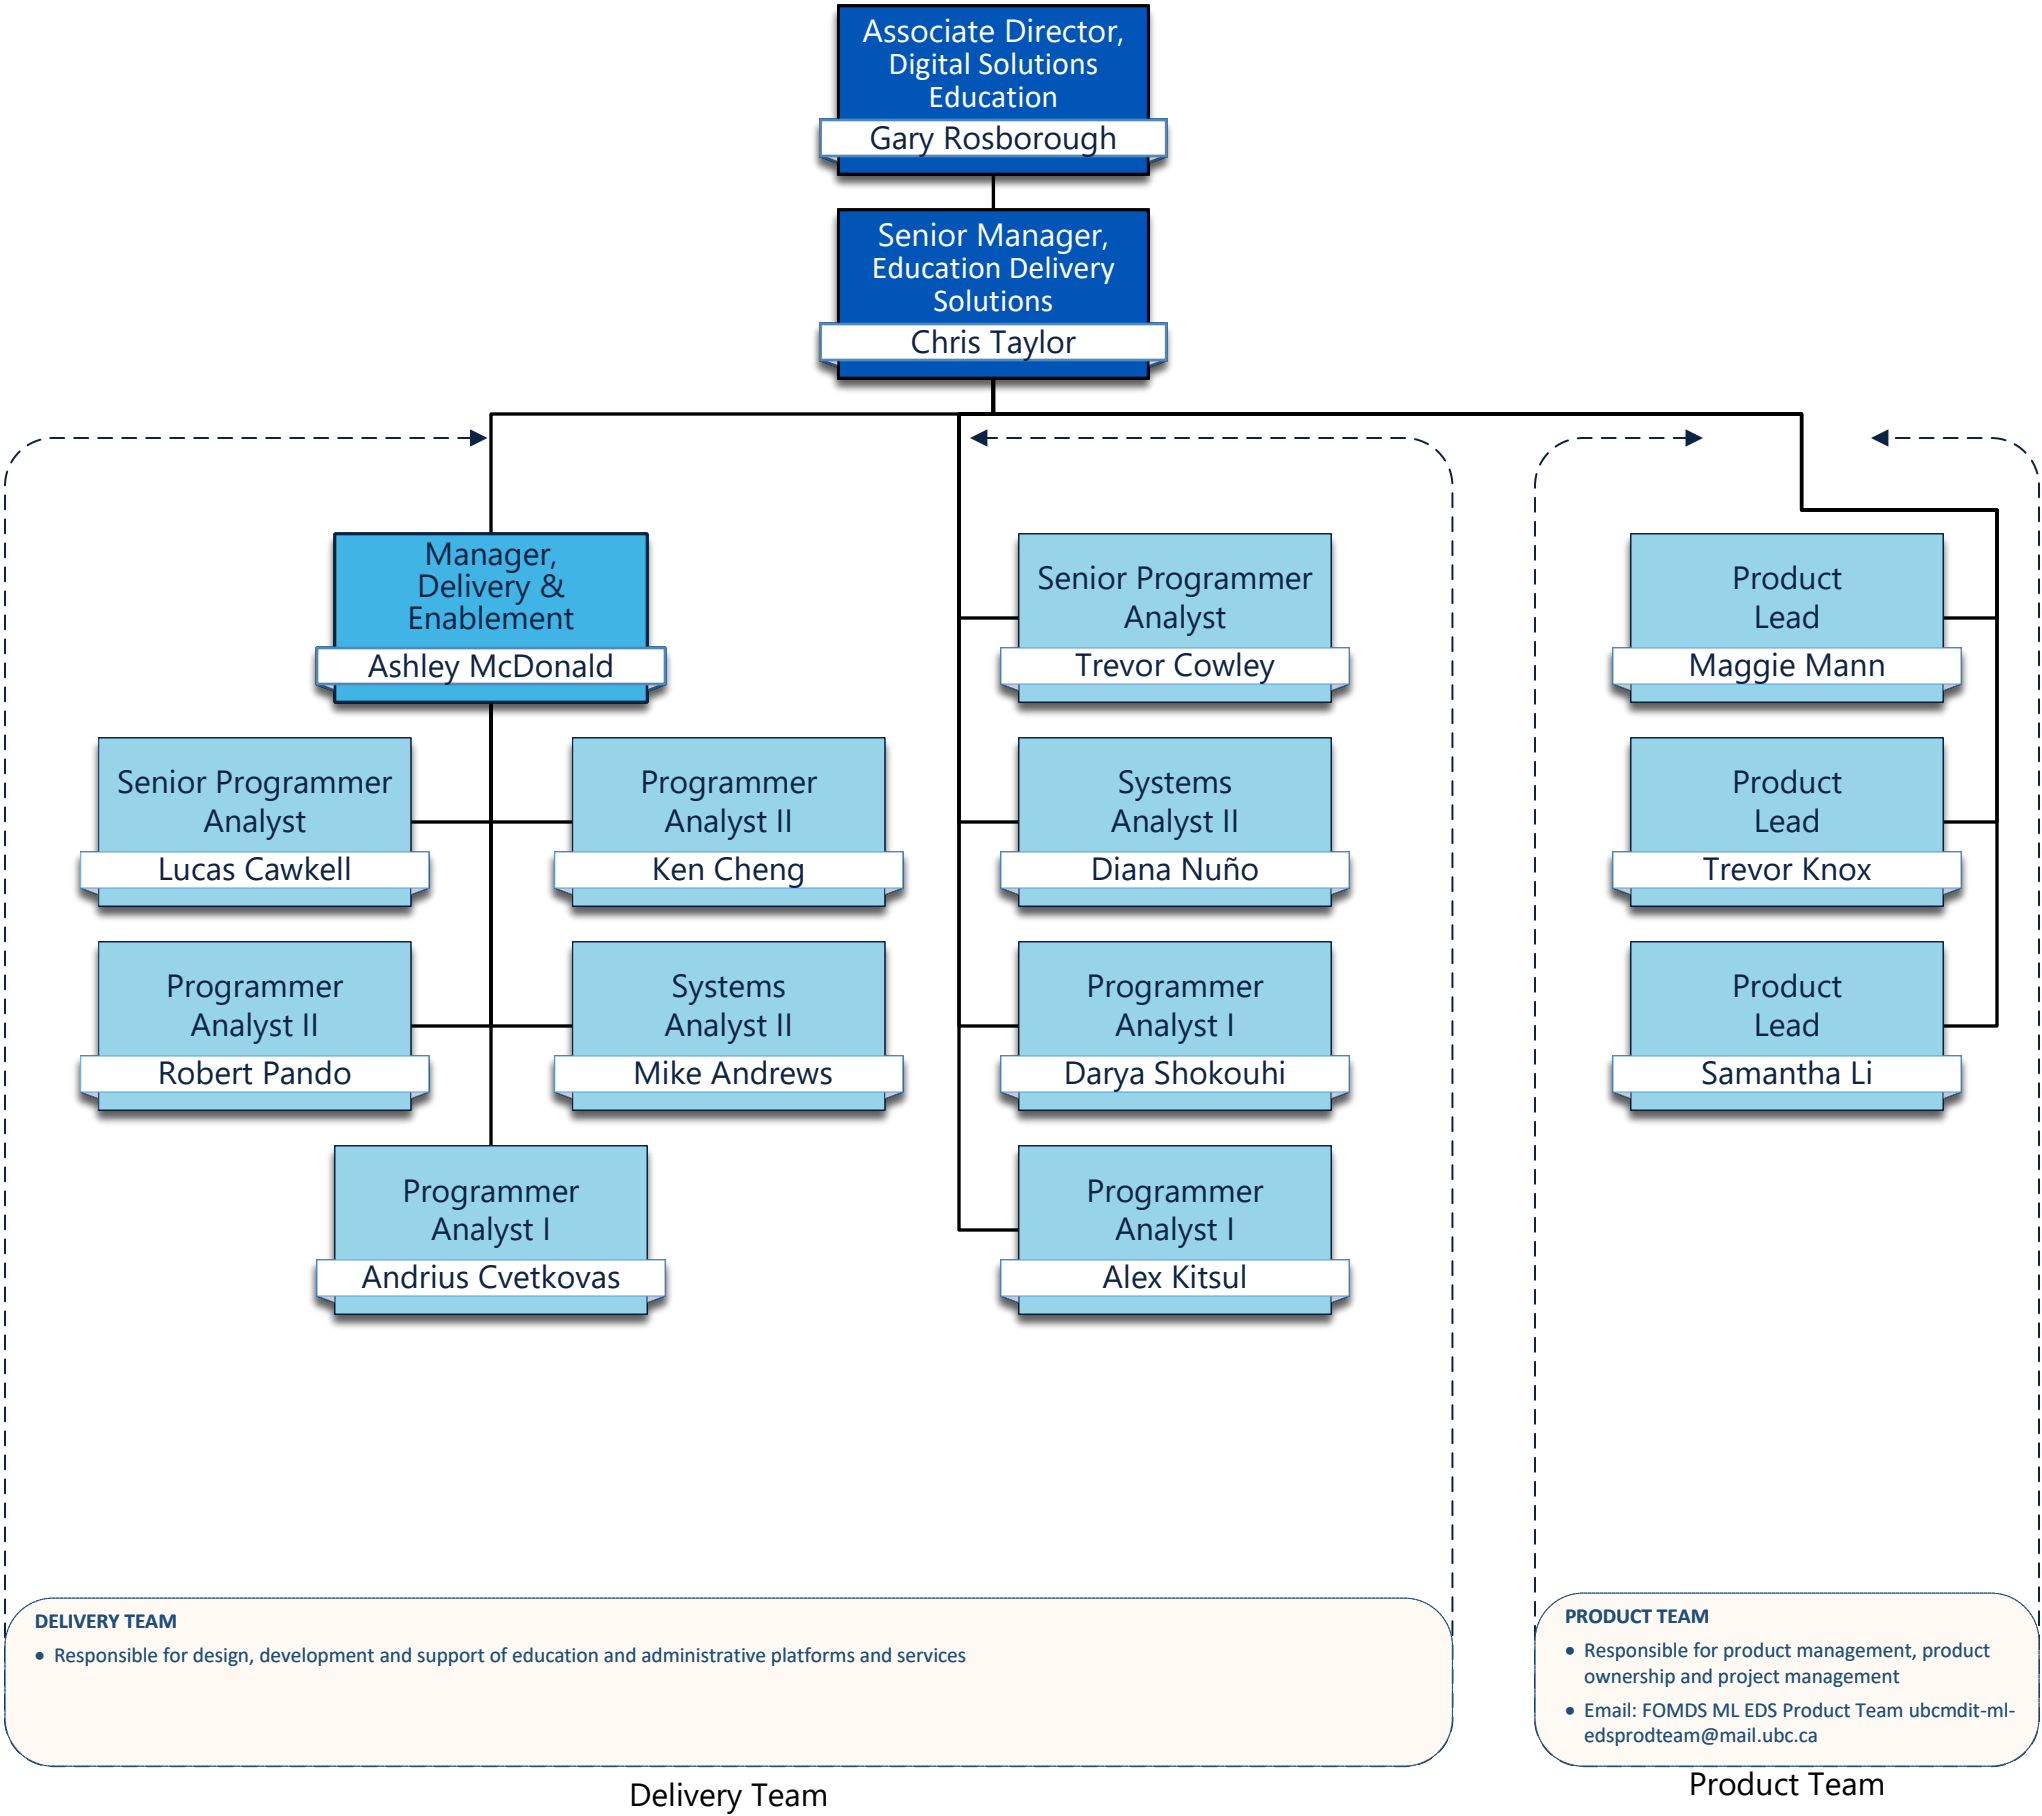 Associate Director,
Digital Solutions
Education
Gary Rosborough
Senior Manager,
Education Delivery
Solutions
Chris Taylor
Manager,
Delivery &
Enablement
Ashley McDonald
Senior Programmer
Analyst
Lucas Cawkell
Programmer
Analyst II
Ken Cheng
Programmer
Analyst II
Robert Pando
Systems
Analyst II
Mike Andrews
Programmer
Analyst I
Andrius Cvetkovas
Senior Programmer
Analyst
Trevor Cowley
Systems
Analyst II
Diana Nuño
Programmer
Analyst I
Darya Shokouhi
Programmer
Analyst I
Alex Kitsul
Product
Lead
Maggie Mann
Product
Lead
Trevor Knox
Product
Lead
Samantha Li
DELIVERY TEAM
• Responsible for design, development and support of education and administrative platforms and services
Delivery Team
PRODUCT TEAM
• Responsible for product management, product
ownership and project management
• Email: FOMDS ML EDS Product Team ubcmdit-ml-
edsprodteam@mail.ubc.ca
Product Team